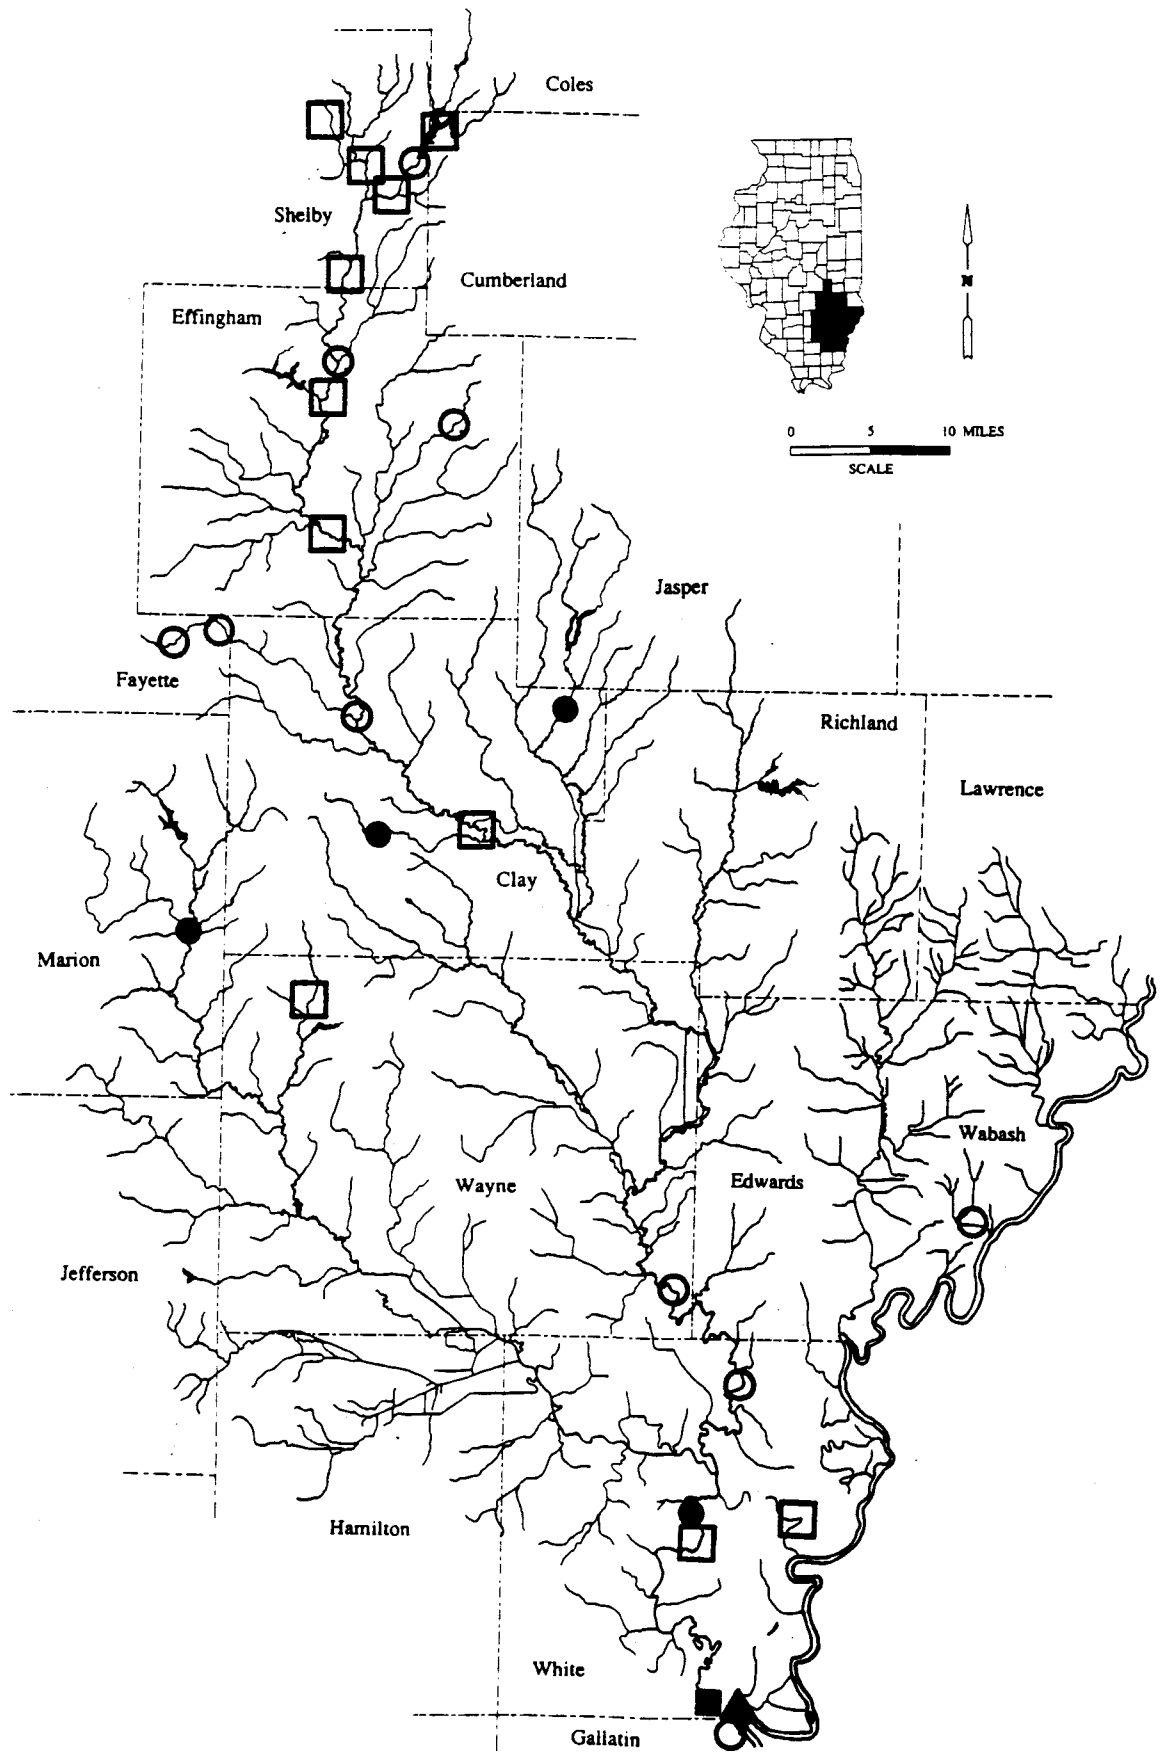 Coles
Shelby
Cumberland
Effingham
N
0 5 10 MILES
SCALE
Jasper
Fayette
Richland
Lawrence
Clay
Marion
Wabash
Wayne
Edwards
Jefferson
Hamilton
White
Gallatin